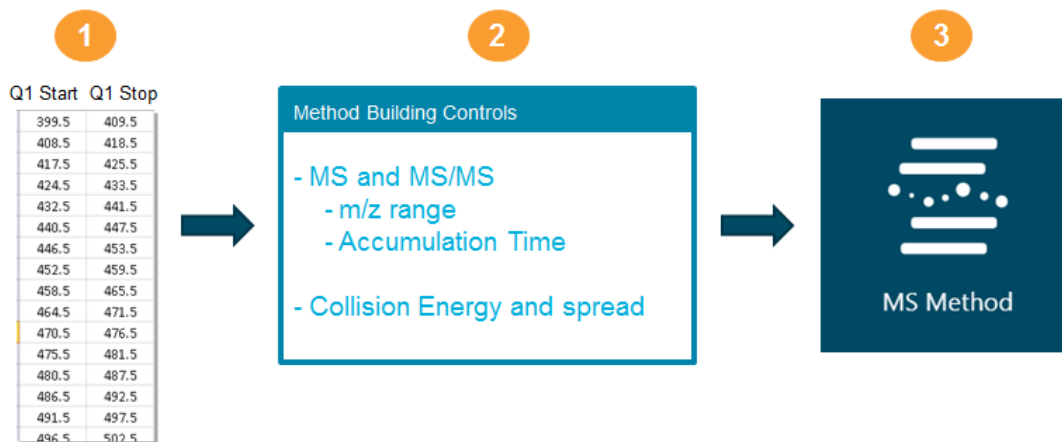 1
2
3
Q1 Start Q1 Stop
399.5 409.5
408.5 418.5
417.5 425.5
424.5 433.5
432.5 441.5
440.5 447.5
446.5 453.5
452.5 459.5
458.5 465.5
464.5 471.5
470.5 476.5
475.5 481.5
480.5 487.5
486.5 492.5
491.5 497.5
496.5 502.5
Method Building Controls
- MS and MS/MS
- m/z range
- Accumulation Time
- Collision Energy and spread
MS Method